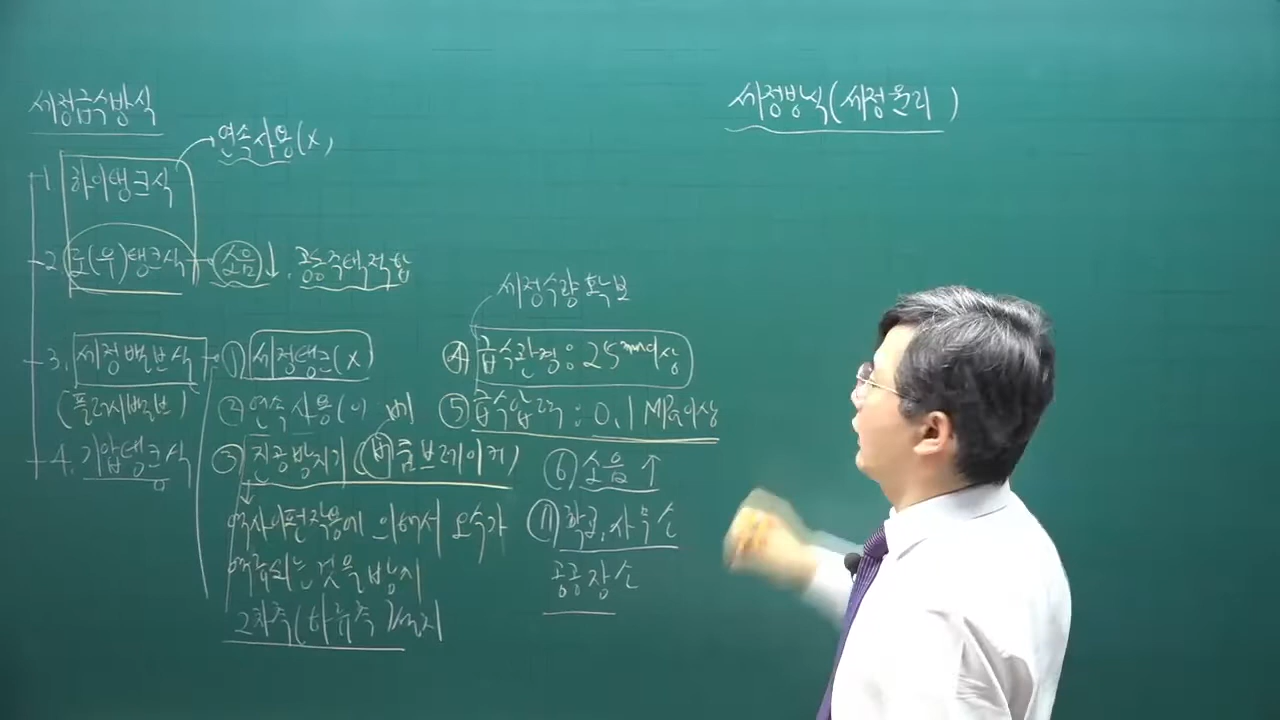 세정급수방식
연속사용(x)
1 하이탱크식
2. 로(우)탱크식 소음↓. 공동주택적합
3. 세정밸브식
(플러시밸브)
4. 기압탱크식
① 세정탱크(x)
② 연속사용(이
③ 진공방지기(버큠브레이커)
역사이펀작용에 의해서 오수가
역류되는 것을 방지
2차측(하류측)설치
세정수량 확보
④ 급수관경: 25mm이상
⑤ 급수압력: 0.1MPa이상
⑥ 소음↑
⑦ 학교, 사무소
공공장소
세정방식(세정원리)